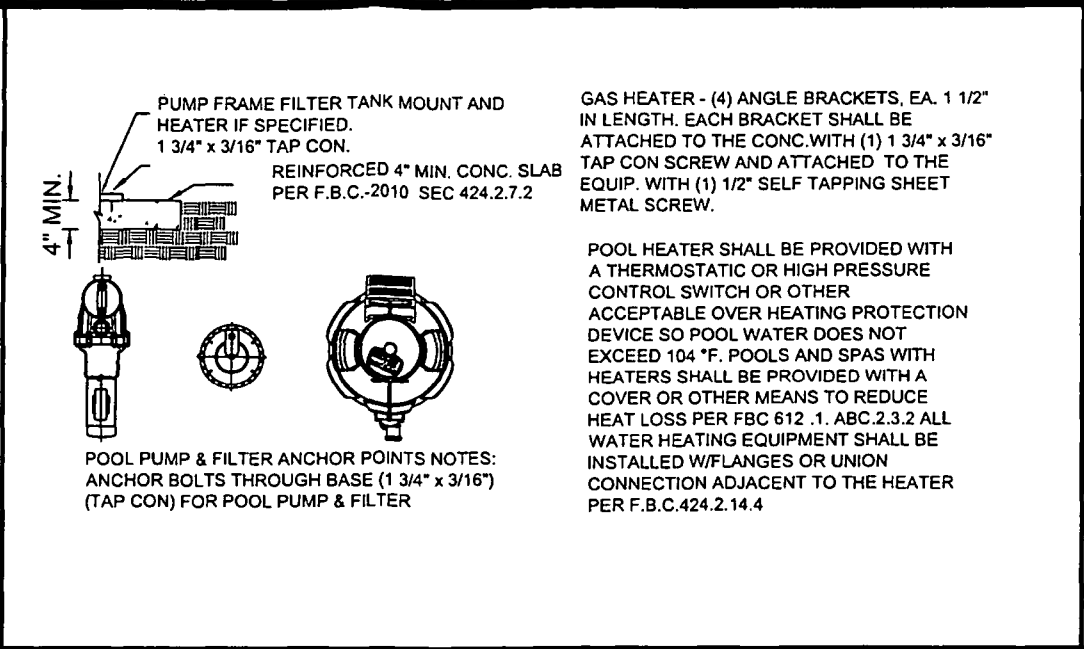 PUMP FRAME FILTER TANK MOUNT AND
HEATER IF SPECIFIED.
1 3/4" x 3/16" TAP CON.
REINFORCED 4" MIN. CONC. SLAB
PER F.B.C.-2010 SEC 424.2.7.2
4" MIN.
POOL PUMP & FILTER ANCHOR POINTS NOTES:
ANCHOR BOLTS THROUGH BASE (1 3/4" x 3/16")
(TAP CON) FOR POOL PUMP & FILTER
GAS HEATER - (4) ANGLE BRACKETS, EA. 1 1/2"
IN LENGTH. EACH BRACKET SHALL BE
ATTACHED TO THE CONC.WITH (1) 1 3/4" x 3/16"
TAP CON SCREW AND ATTACHED TO THE
EQUIP. WITH (1) 1/2" SELF TAPPING SHEET
METAL SCREW.
POOL HEATER SHALL BE PROVIDED WITH
A THERMOSTATIC OR HIGH PRESSURE
CONTROL SWITCH OR OTHER
ACCEPTABLE OVER HEATING PROTECTION
DEVICE SO POOL WATER DOES NOT
EXCEED 104 °F. POOLS AND SPAS WITH
HEATERS SHALL BE PROVIDED WITH A
COVER OR OTHER MEANS TO REDUCE
HEAT LOSS PER FBC 612 .1. ABC.2.3.2 ALL
WATER HEATING EQUIPMENT SHALL BE
INSTALLED W/FLANGES OR UNION
CONNECTION ADJACENT TO THE HEATER
PER F.B.C.424.2.14.4